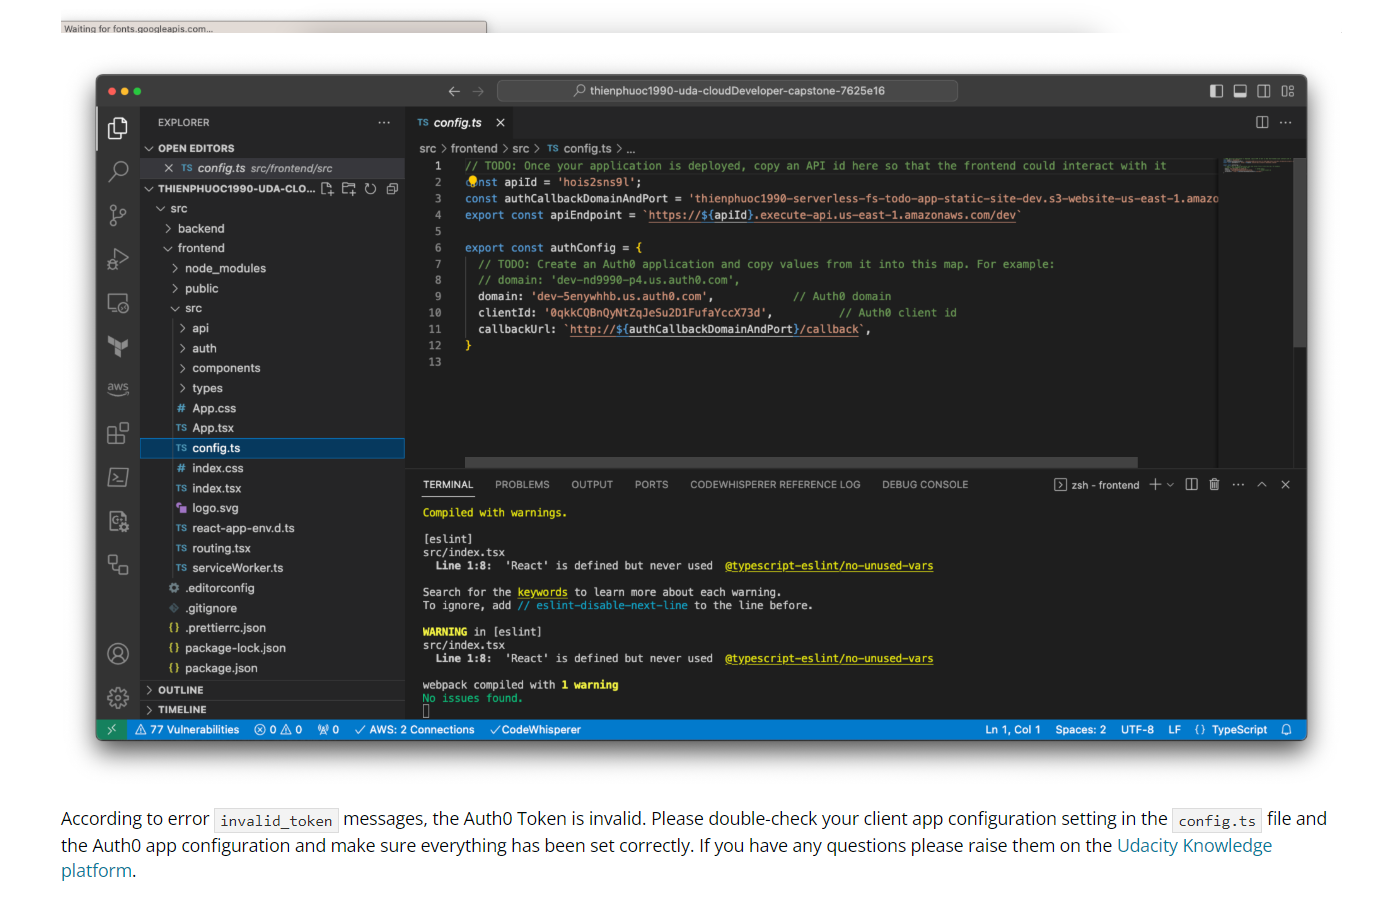 Waiting for fonts.googleapis.com...
thienphuoc1990-uda-cloudDeveloper-capstone-7625e16
EXPLORER
OPEN EDITORS
TS config.ts src/frontend/src
THIENPHUOC1990-UDA-CLO...
src
backend
frontend
node_modules
public
src
api
auth
components
types
# App.css
TS App.tsx
TS config.ts
# index.css
TS index.tsx
logo.svg
TS react-app-env.d.ts
TS routing.tsx
TS serviceWorker.ts
.editorconfig
.gitignore
{} .prettierrc.json
{} package-lock.json
{} package.json
OUTLINE
TIMELINE
aws
TS config.ts
src > frontend > src > TS config.ts > ...
1 // TODO: Once your application is deployed, copy an API id here so that the frontend could interact with it
2 const apiId = 'hois2sns9l';
3 const authCallbackDomainAndPort = 'thienphuoc1990-serverless-fs-todo-app-static-site-dev.s3-website-us-east-1.amazo
4 export const apiEndpoint = `https://${apiId}.execute-api.us-east-1.amazonaws.com/dev`
5
6 export const authConfig = {
7 // TODO: Create an Auth0 application and copy values from it into this map. For example:
8 // domain: 'dev-nd9990-p4.us.auth0.com',
9 domain: 'dev-5enywhhb.us.auth0.com', // Auth0 domain
10 clientId: '0qkkCQBnQyNtZqJeSu2D1FufaYccX73d', // Auth0 client id
11 callbackUrl: `http://${authCallbackDomainAndPort}/callback`,
12 }
13
TERMINAL PROBLEMS OUTPUT PORTS CODEWHISPERER REFERENCE LOG DEBUG CONSOLE
zsh - frontend
Compiled with warnings.
[eslint]
src/index.tsx
Line 1:8: 'React' is defined but never used @typescript-eslint/no-unused-vars
Search for the keywords to learn more about each warning.
To ignore, add // eslint-disable-next-line to the line before.
WARNING in [eslint]
src/index.tsx
Line 1:8: 'React' is defined but never used @typescript-eslint/no-unused-vars
webpack compiled with 1 warning
No issues found.
77 Vulnerabilities 0 0 0 AWS: 2 Connections CodeWhisperer
Ln 1, Col 1 Spaces: 2 UTF-8 LF {} TypeScript
According to error invalid_token messages, the Auth0 Token is invalid. Please double-check your client app configuration setting in the config.ts file and
the Auth0 app configuration and make sure everything has been set correctly. If you have any questions please raise them on the Udacity Knowledge
platform.